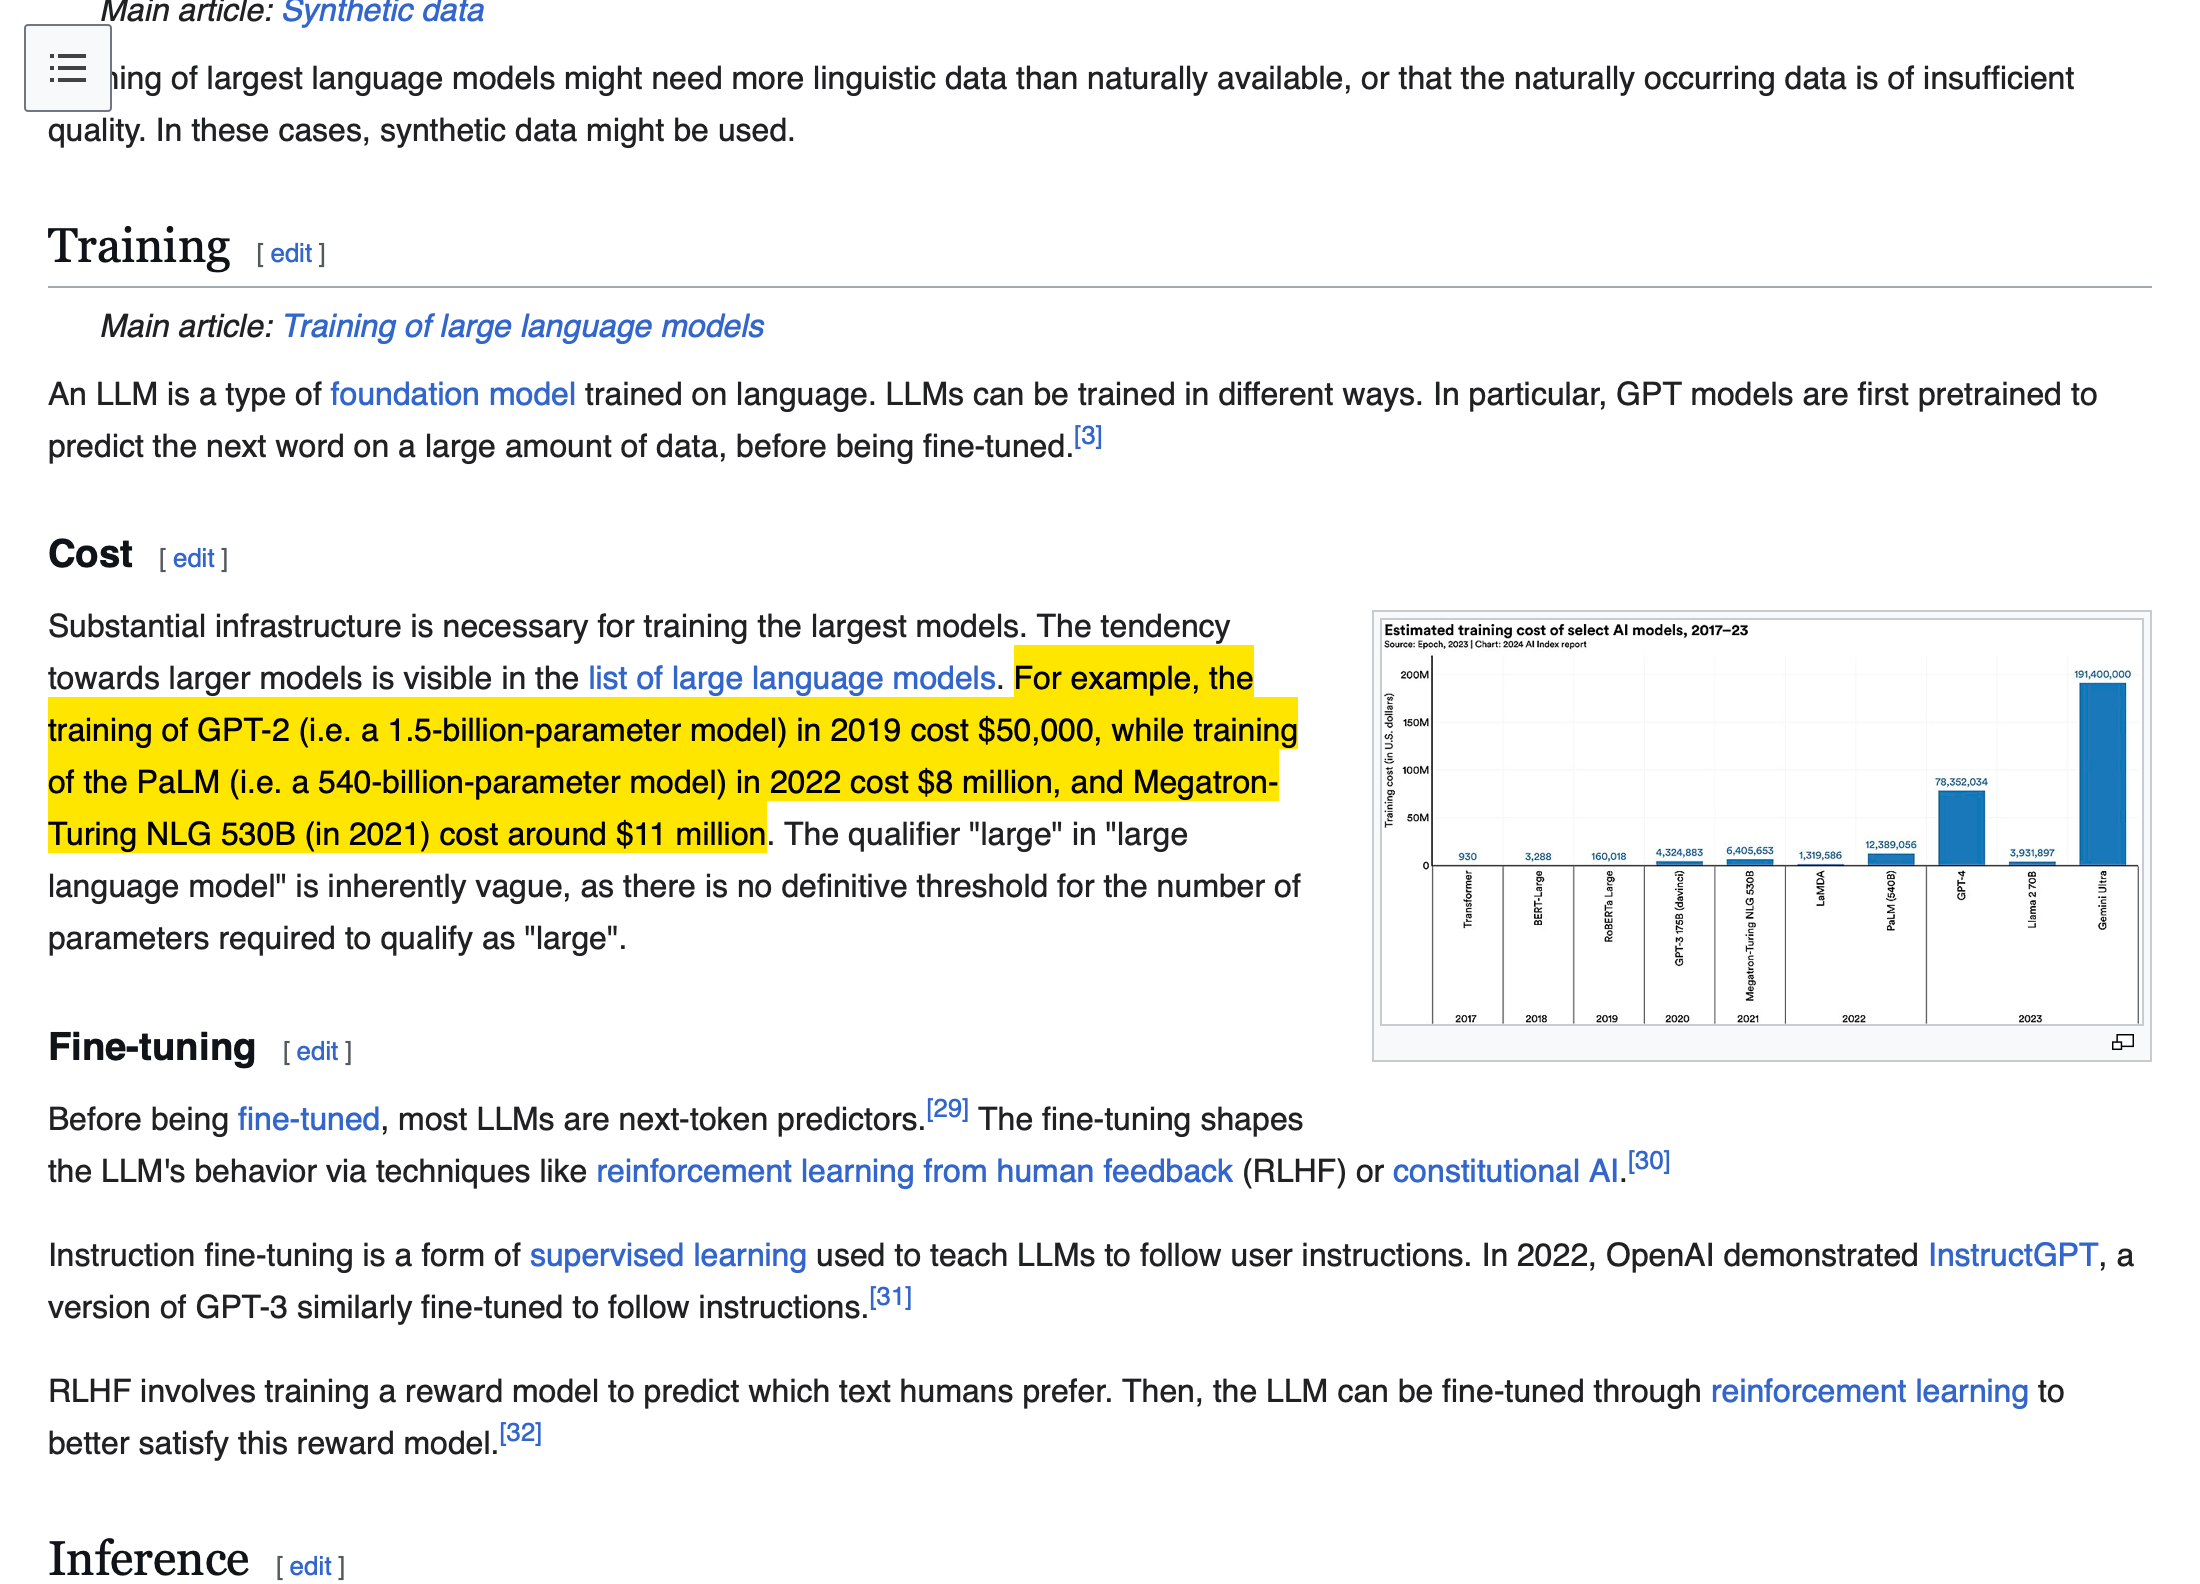 Main article: Synthetic data
ning of largest language models might need more linguistic data than naturally available, or that the naturally occurring data is of insufficient
quality. In these cases, synthetic data might be used.
Training [ edit ]
Main article: Training of large language models
An LLM is a type of foundation model trained on language. LLMs can be trained in different ways. In particular, GPT models are first pretrained to
predict the next word on a large amount of data, before being fine-tuned.[3]
Cost [ edit ]
Substantial infrastructure is necessary for training the largest models. The tendency
towards larger models is visible in the list of large language models. For example, the
training of GPT-2 (i.e. a 1.5-billion-parameter model) in 2019 cost $50,000, while training
of the PaLM (i.e. a 540-billion-parameter model) in 2022 cost $8 million, and Megatron-
Turing NLG 530B (in 2021) cost around $11 million. The qualifier "large" in "large
language model" is inherently vague, as there is no definitive threshold for the number of
parameters required to qualify as "large".
Estimated training cost of select AI models, 2017–23
Source: Epoch, 2023 | Chart: 2024 AI Index report
Training cost (in U.S. dollars)
200M
150M
100M
50M
0
930
3,288
160,018
4,324,883
6,405,653
1,319,586
12,389,056
78,352,034
3,931,897
191,400,000
Transformer
BERT-Large
RoBERTa Large
GPT-3 175B (davinci)
Megatron-Turing NLG 530B
LaMDA
PaLM (540B)
GPT-4
Llama 2 70B
Gemini Ultra
2017 2018 2019 2020 2021 2022 2023
Fine-tuning [ edit ]
Before being fine-tuned, most LLMs are next-token predictors.[29] The fine-tuning shapes
the LLM's behavior via techniques like reinforcement learning from human feedback (RLHF) or constitutional AI.[30]
Instruction fine-tuning is a form of supervised learning used to teach LLMs to follow user instructions. In 2022, OpenAI demonstrated InstructGPT, a
version of GPT-3 similarly fine-tuned to follow instructions.[31]
RLHF involves training a reward model to predict which text humans prefer. Then, the LLM can be fine-tuned through reinforcement learning to
better satisfy this reward model.[32]
Inference [ edit ]